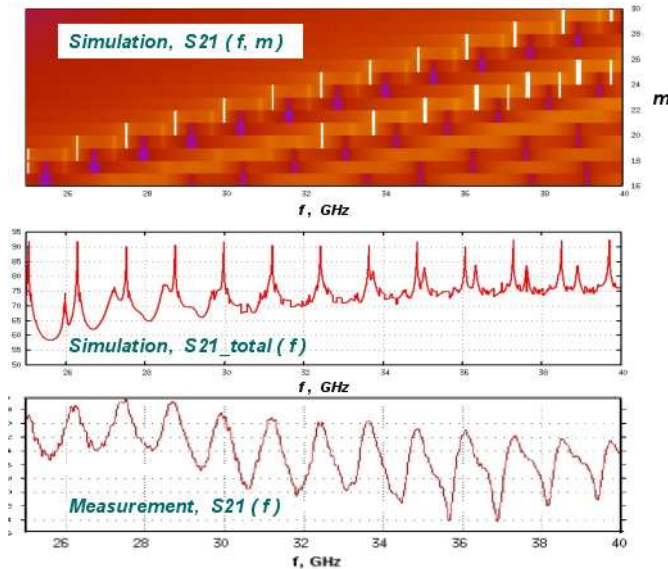 Simulation, S21 ( f, m )
30
28
26
24
22
20
18
16
m
26 28 30 32 34 36 38 40
f, GHz
95
90
85
80
75
70
65
60
55
50
Simulation, S21_total ( f )
26 28 30 32 34 36 38 40
f, GHz
Measurement, S21 ( f )
26 28 30 32 34 36 38 40
f, GHz